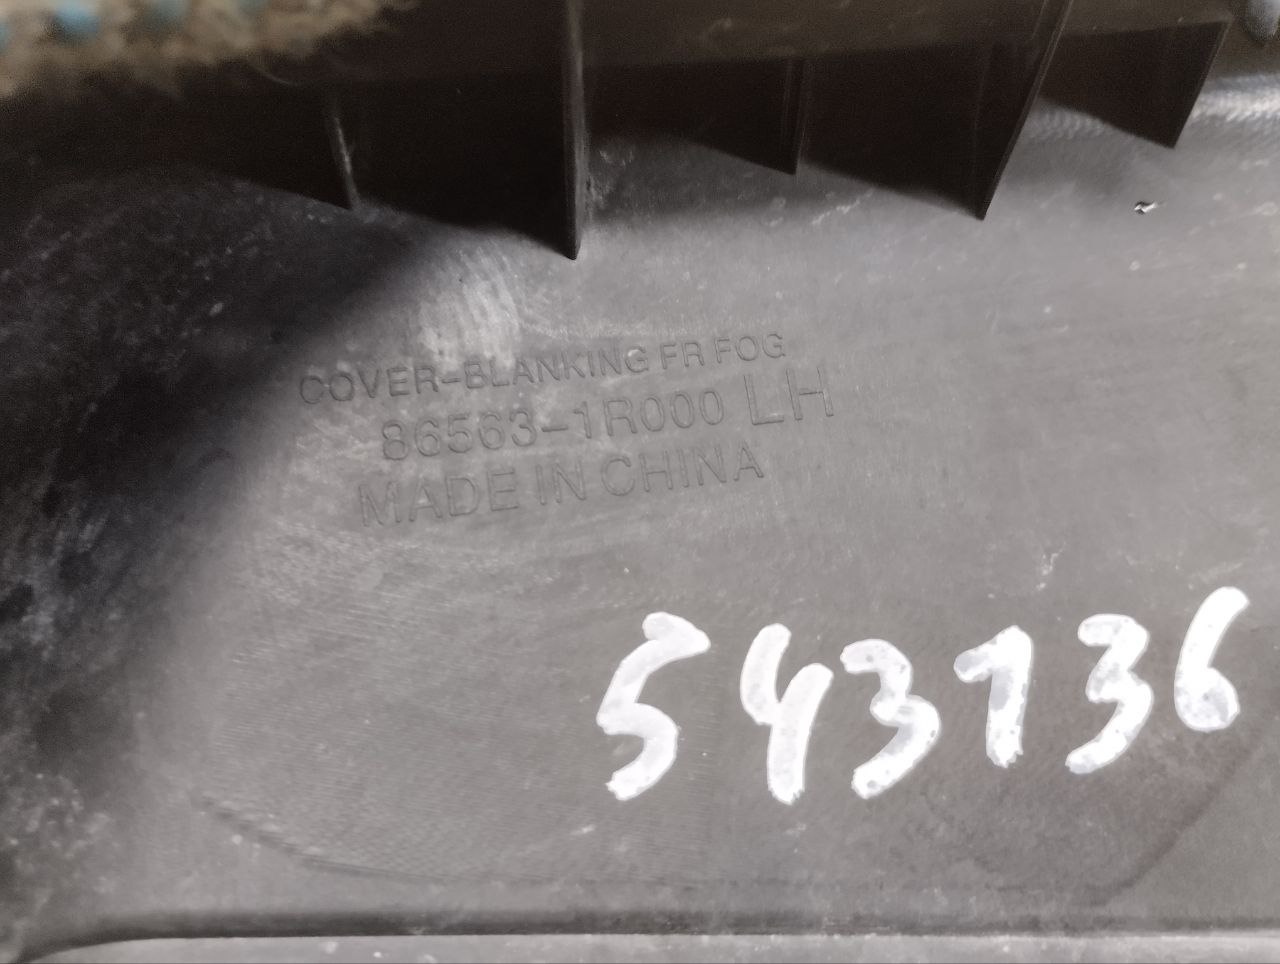 COVER-BLANKING FR FOG
86563-1R000 LH
MADE IN CHINA
543136